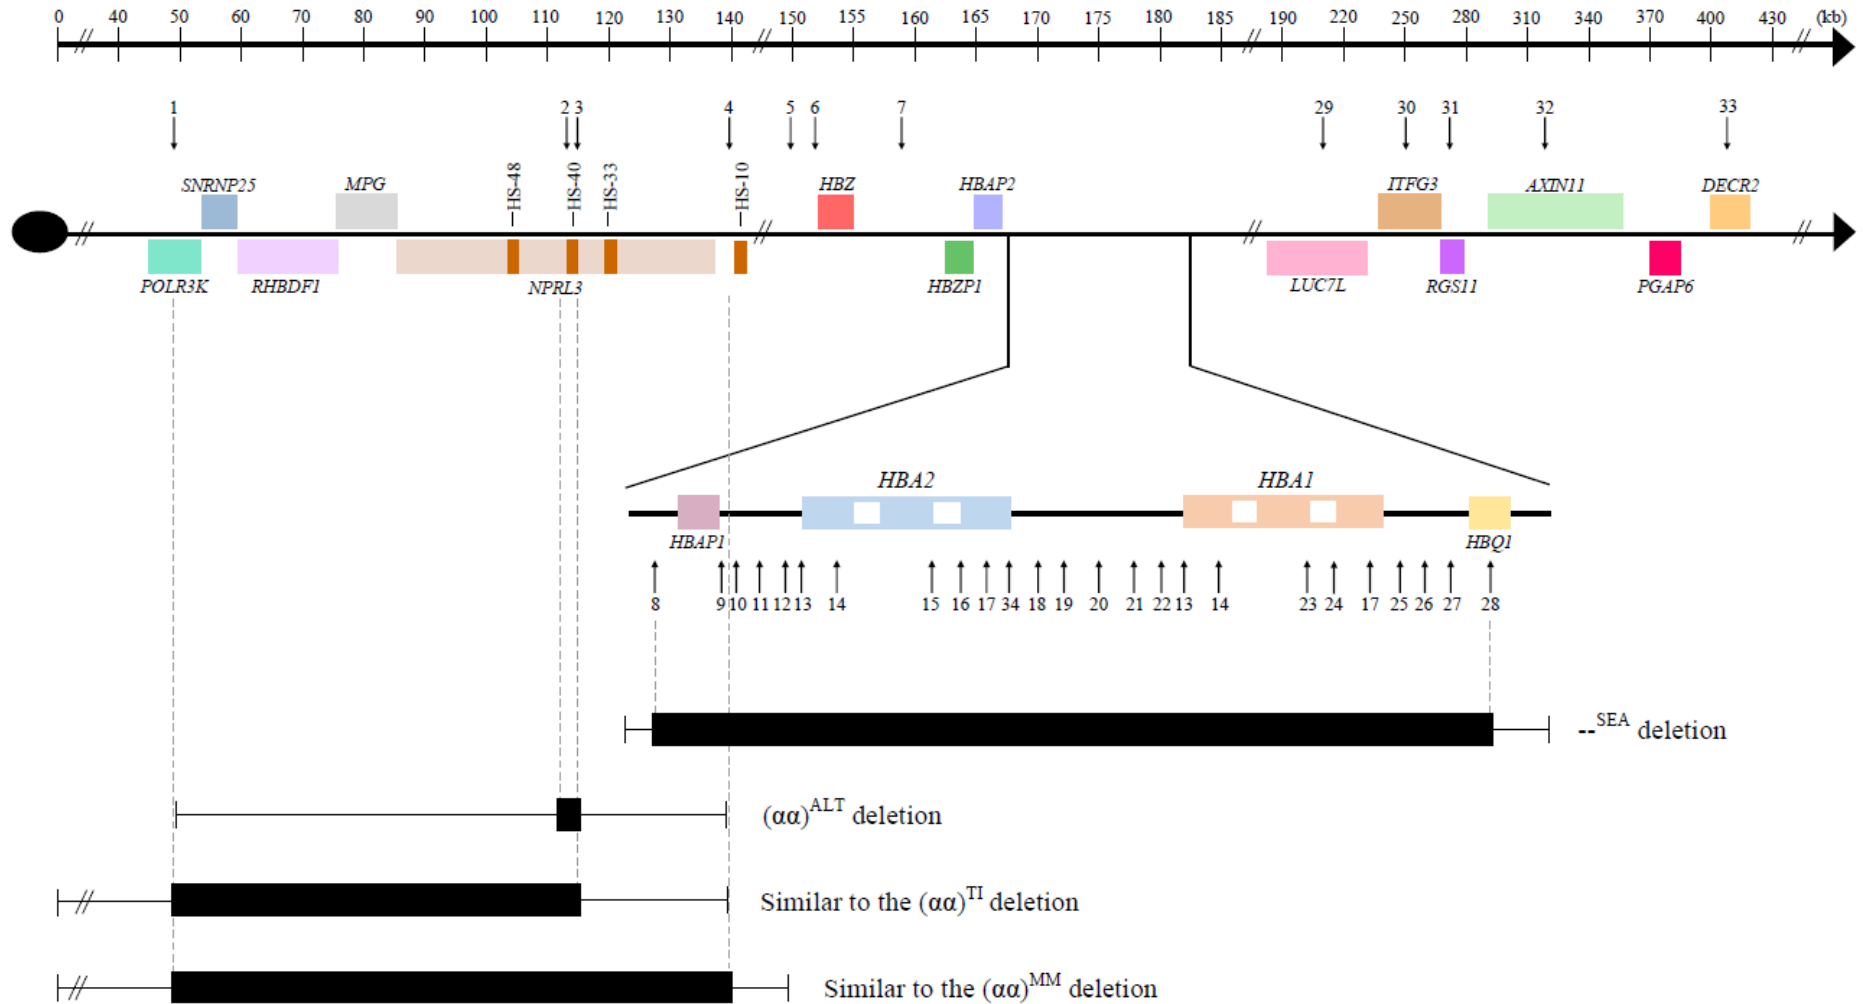 0 40 50 60 70 80 90 100 110 120 130 140 150 155 160 165 170 175 180 185 190 220 250 280 310 340 370 400 430 (kb)
1 2 3 4 5 6 7 29 30 31 32 33
HS-48 HS-40 HS-33 HS-10
SNRNP25 MPG HBZ HBAP2 ITFG3 AXIN11 DECR2
POLR3K RHBDF1 NPRL3 HBZP1 LUC7L RGS11 PGAP6
HBA2 HBA1
HBAP1 HBQ1
8 9 10 11 12 13 14 15 16 17 34 18 19 20 21 22 13 14 23 24 17 25 26 27 28
--SEA deletion
(αα)ALT deletion
Similar to the (αα)TI deletion
Similar to the (αα)MM deletion